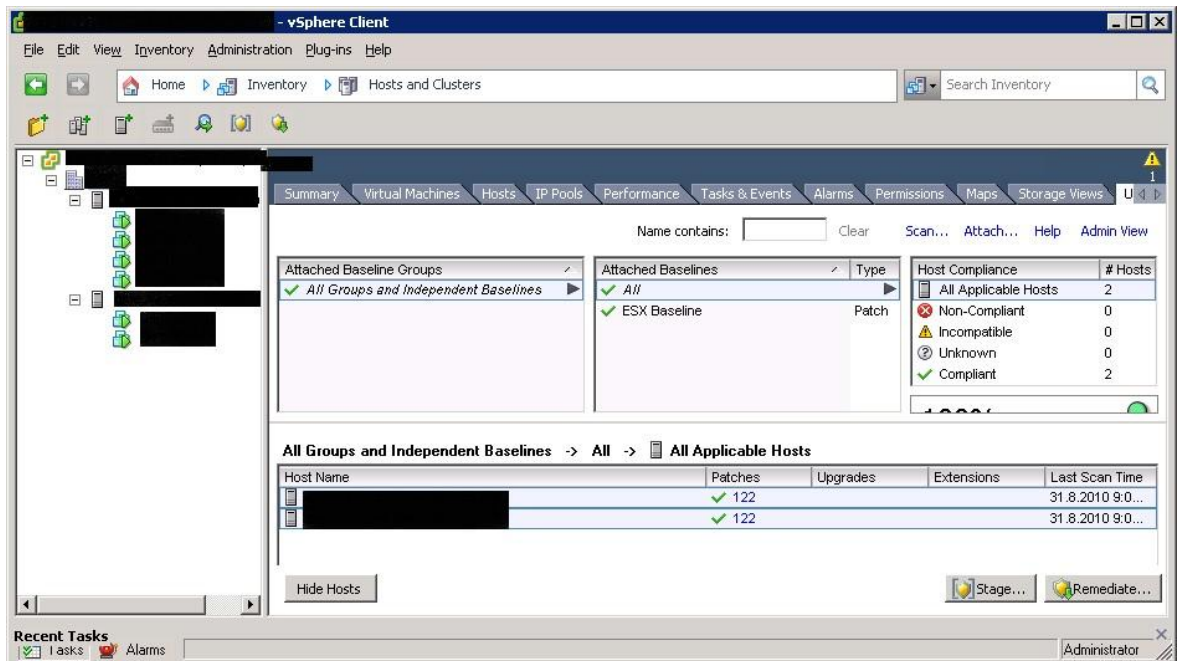 - vSphere Client
File Edit View Inventory Administration Plug-ins Help
Home Inventory Hosts and Clusters
Search Inventory
1
Summary Virtual Machines Hosts IP Pools Performance Tasks & Events Alarms Permissions Maps Storage Views U
Name contains: Clear Scan... Attach... Help Admin View
Attached Baseline Groups
All Groups and Independent Baselines
Attached Baselines Type
All
ESX Baseline Patch
Host Compliance # Hosts
All Applicable Hosts 2
Non-Compliant 0
Incompatible 0
Unknown 0
Compliant 2
All Groups and Independent Baselines -> All -> All Applicable Hosts
Host Name Patches Upgrades Extensions Last Scan Time
122 31.8.2010 9:0...
122 31.8.2010 9:0...
Hide Hosts Stage... Remediate...
Recent Tasks
Tasks Alarms Administrator